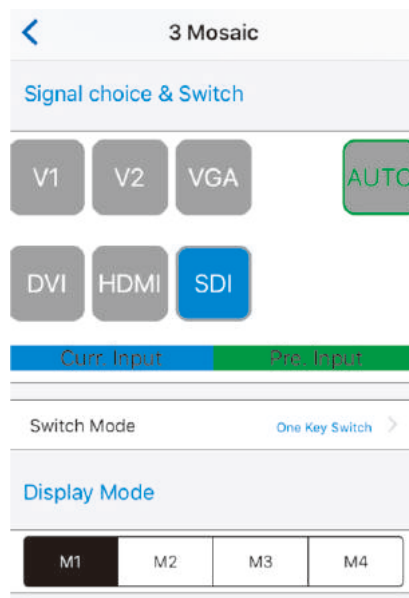 3 Mosaic
Signal choice & Switch
V1 V2 VGA AUTO
DVI HDMI SDI
Curr. Input Pre. Input
Switch Mode One Key Switch
Display Mode
M1 M2 M3 M4